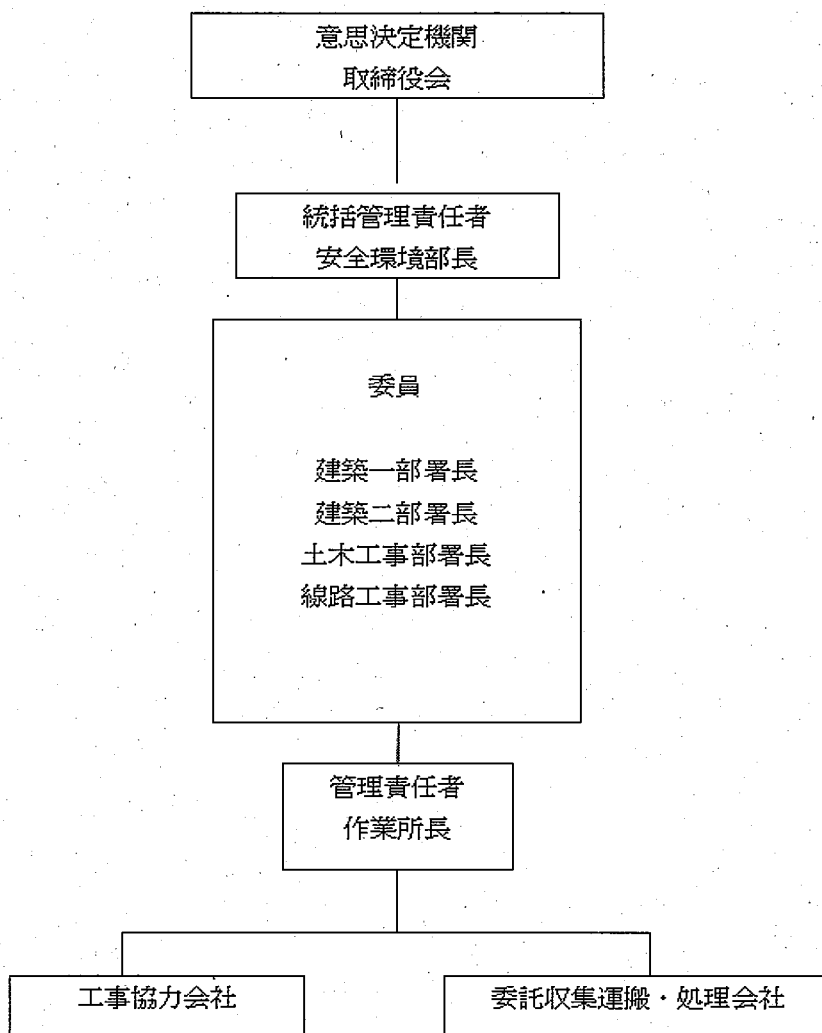 意思決定機関
取締役会
統括管理責任者
安全環境部長
委員
建築一部署長
建築二部署長
土木工事部署長
線路工事部署長
管理責任者
作業所長
工事協力会社
委託収集運搬・処理会社